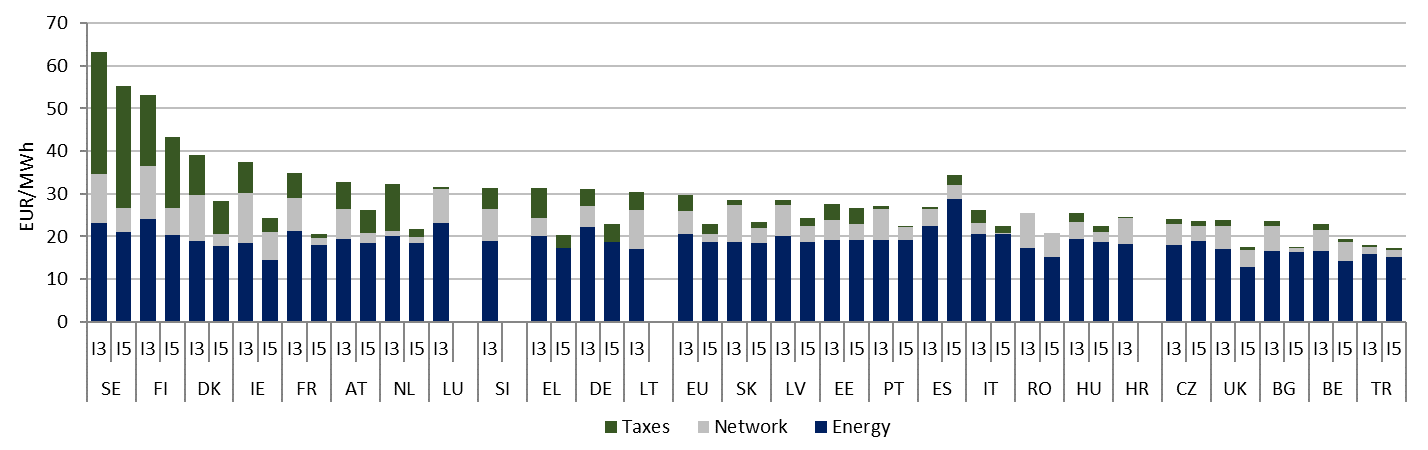 70
60
50
40
30
20
10
0
EUR/MWh
I3 I5 I3 I5 I3 I5 I3 I5 I3 I5 I3 I5 I3 I5 I3 I3 I3 I5 I3 I5 I3 I3 I5 I3 I5 I3 I5 I3 I5 I3 I5 I3 I5 I3 I5 I3 I5 I3 I5 I3 I3 I5 I3 I5 I3 I5 I3 I5 I3 I5
SE FI DK IE FR AT NL LU SI EL DE LT EU SK LV EE PT ES IT RO HU HR CZ UK BG BE TR
Taxes Network Energy